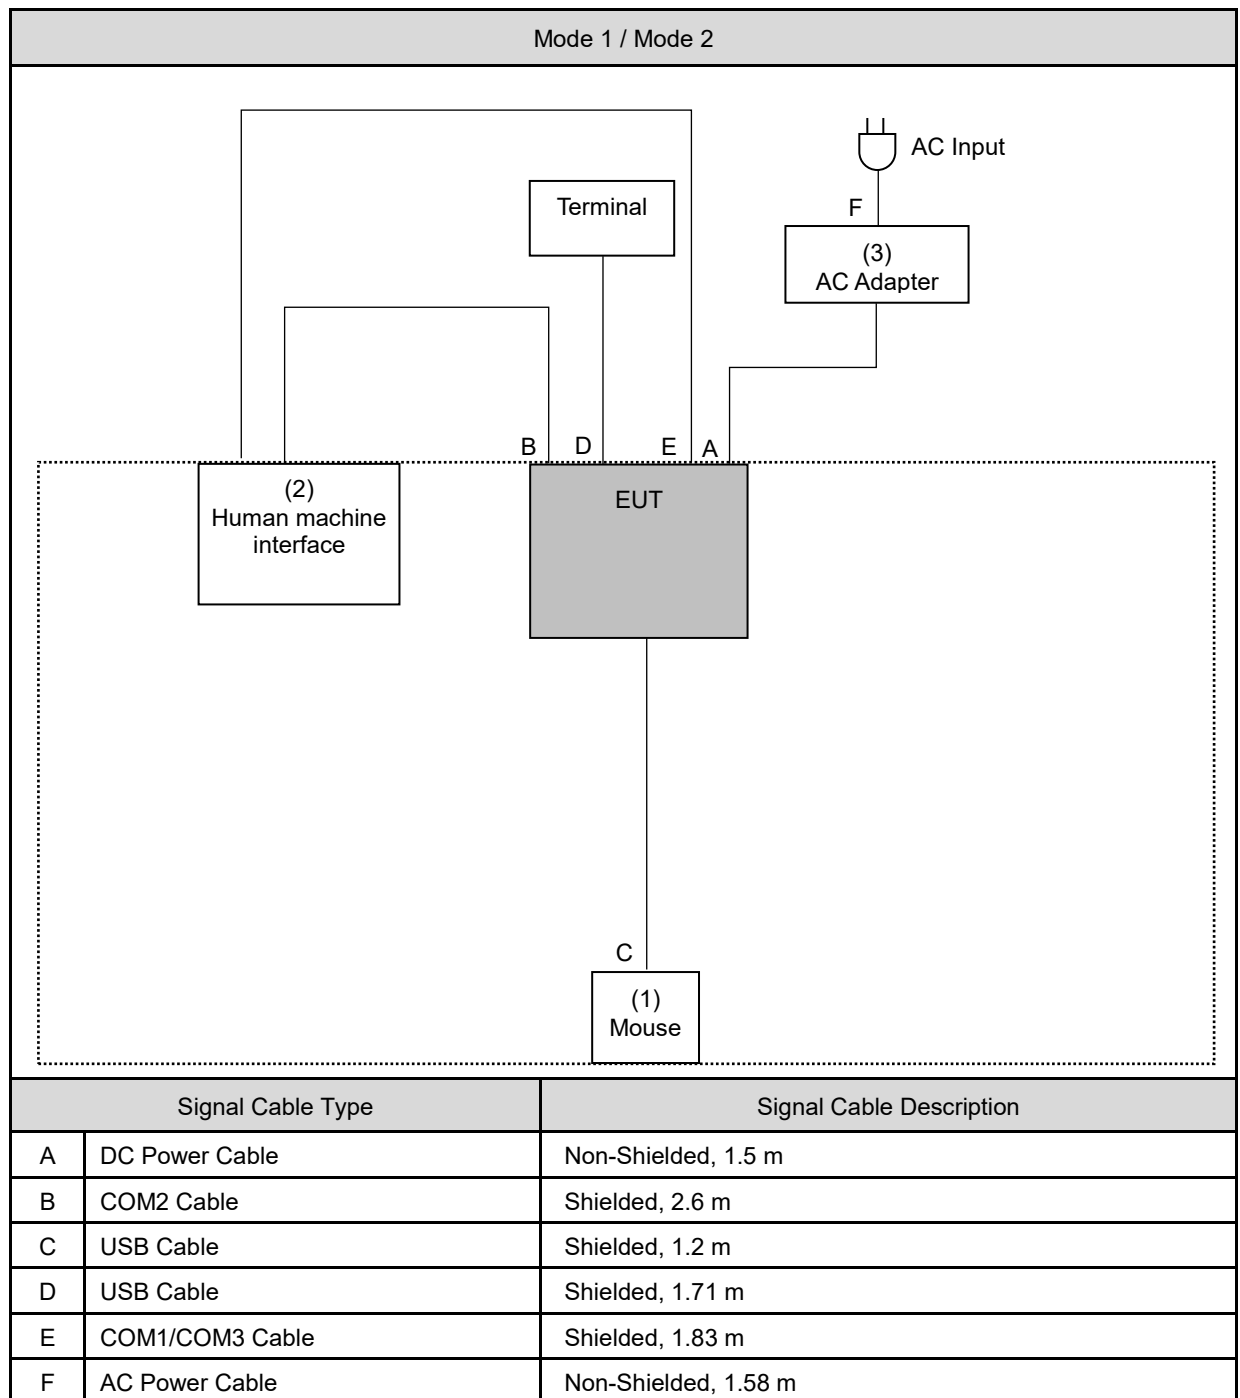 Mode 1 / Mode 2
AC Input
Terminal
F
(3)
AC Adapter
B
D
E
A
(2)
Human machine
interface
EUT
C
(1)
Mouse
Signal Cable Type
Signal Cable Description
A DC Power Cable Non-Shielded, 1.5 m
B COM2 Cable Shielded, 2.6 m
C USB Cable Shielded, 1.2 m
D USB Cable Shielded, 1.71 m
E COM1/COM3 Cable Shielded, 1.83 m
F AC Power Cable Non-Shielded, 1.58 m